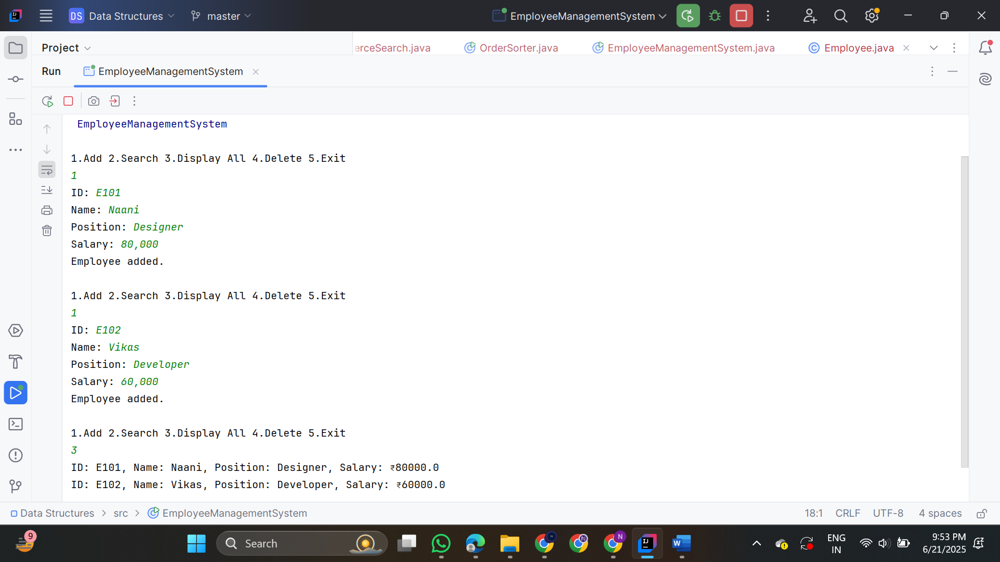 DS Data Structures master EmployeeManagementSystem
Project erceSearch.java OrderSorter.java EmployeeManagementSystem.java Employee.java
Run EmployeeManagementSystem
EmployeeManagementSystem
1.Add 2.Search 3.Display All 4.Delete 5.Exit
1
ID: E101
Name: Naani
Position: Designer
Salary: 80,000
Employee added.
1.Add 2.Search 3.Display All 4.Delete 5.Exit
1
ID: E102
Name: Vikas
Position: Developer
Salary: 60,000
Employee added.
1.Add 2.Search 3.Display All 4.Delete 5.Exit
3
ID: E101, Name: Naani, Position: Designer, Salary: ₹80000.0
ID: E102, Name: Vikas, Position: Developer, Salary: ₹60000.0
Data Structures > src > EmployeeManagementSystem 18:1 CRLF UTF-8 4 spaces
9 Search ENG 9:53 PM
IN 6/21/2025